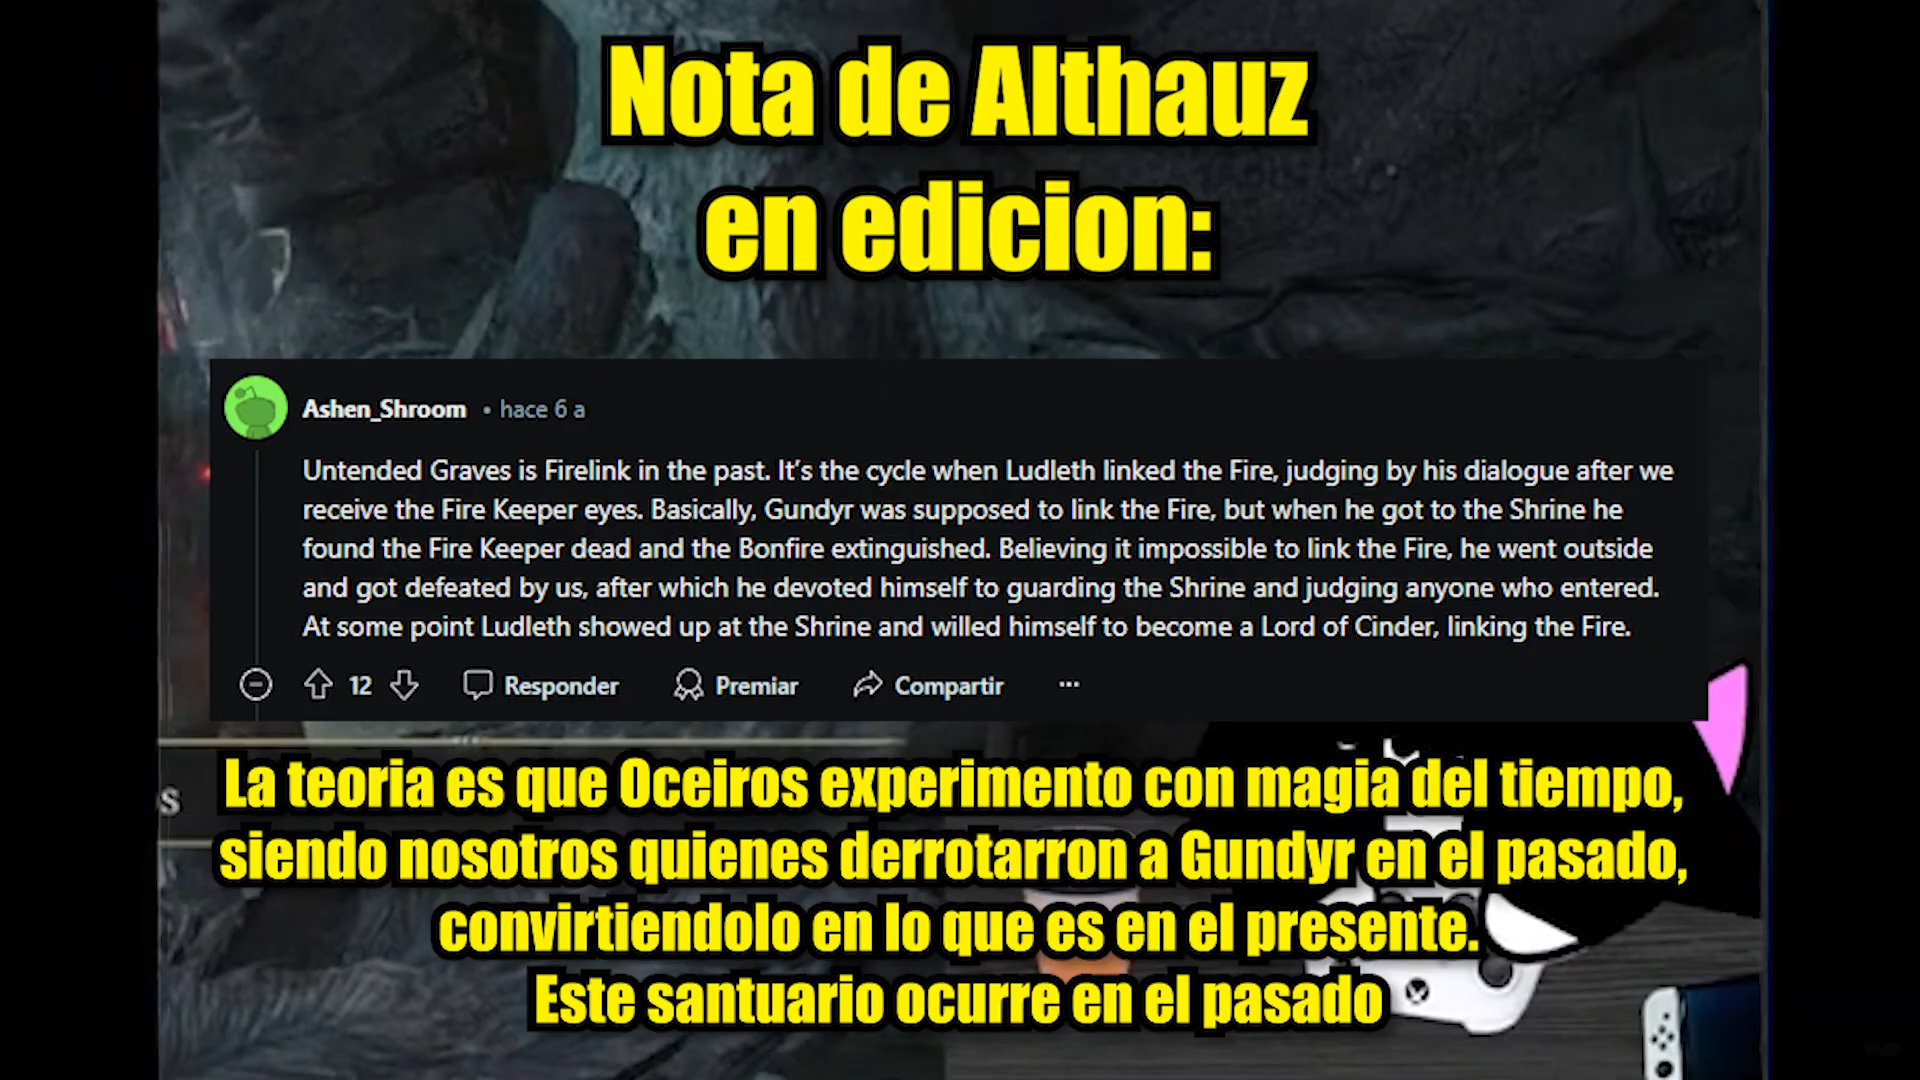 Nota de Althauz
en edicion:
Ashen_Shroom • hace 6 a
Untended Graves is Firelink in the past. It's the cycle when Ludleth linked the Fire, judging by his dialogue after we
receive the Fire Keeper eyes. Basically, Gundyr was supposed to link the Fire, but when he got to the Shrine he
found the Fire Keeper dead and the Bonfire extinguished. Believing it impossible to link the Fire, he went outside
and got defeated by us, after which he devoted himself to guarding the Shrine and judging anyone who entered.
At some point Ludleth showed up at the Shrine and willed himself to become a Lord of Cinder, linking the Fire.
12 Responder Premiar Compartir ...
s
La teoria es que Oceiros experimento con magia del tiempo,
siendo nosotros quienes derrotarron a Gundyr en el pasado,
convirtiendolo en lo que es en el presente.
Este santuario ocurre en el pasado